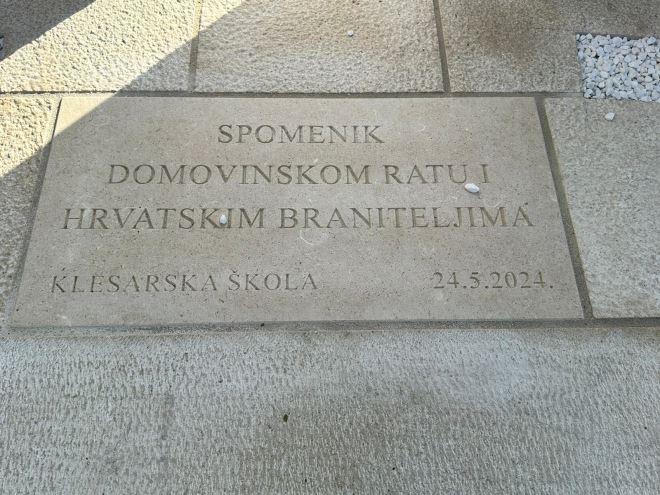 SPOMENIK
DOMOVINSKOM RATU I
HRVATSKIM BRANITELJIMA
KLESARSKA ŠKOLA 24.5.2024.